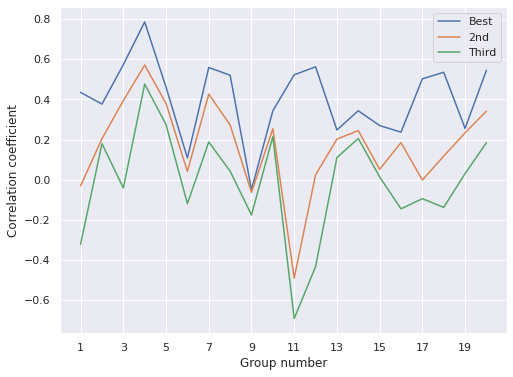 Best
2nd
Third
0.8
0.6
0.4
0.2
0.0
−0.2
−0.4
−0.6
Correlation coefficient
1 3 5 7 9 11 13 15 17 19
Group number